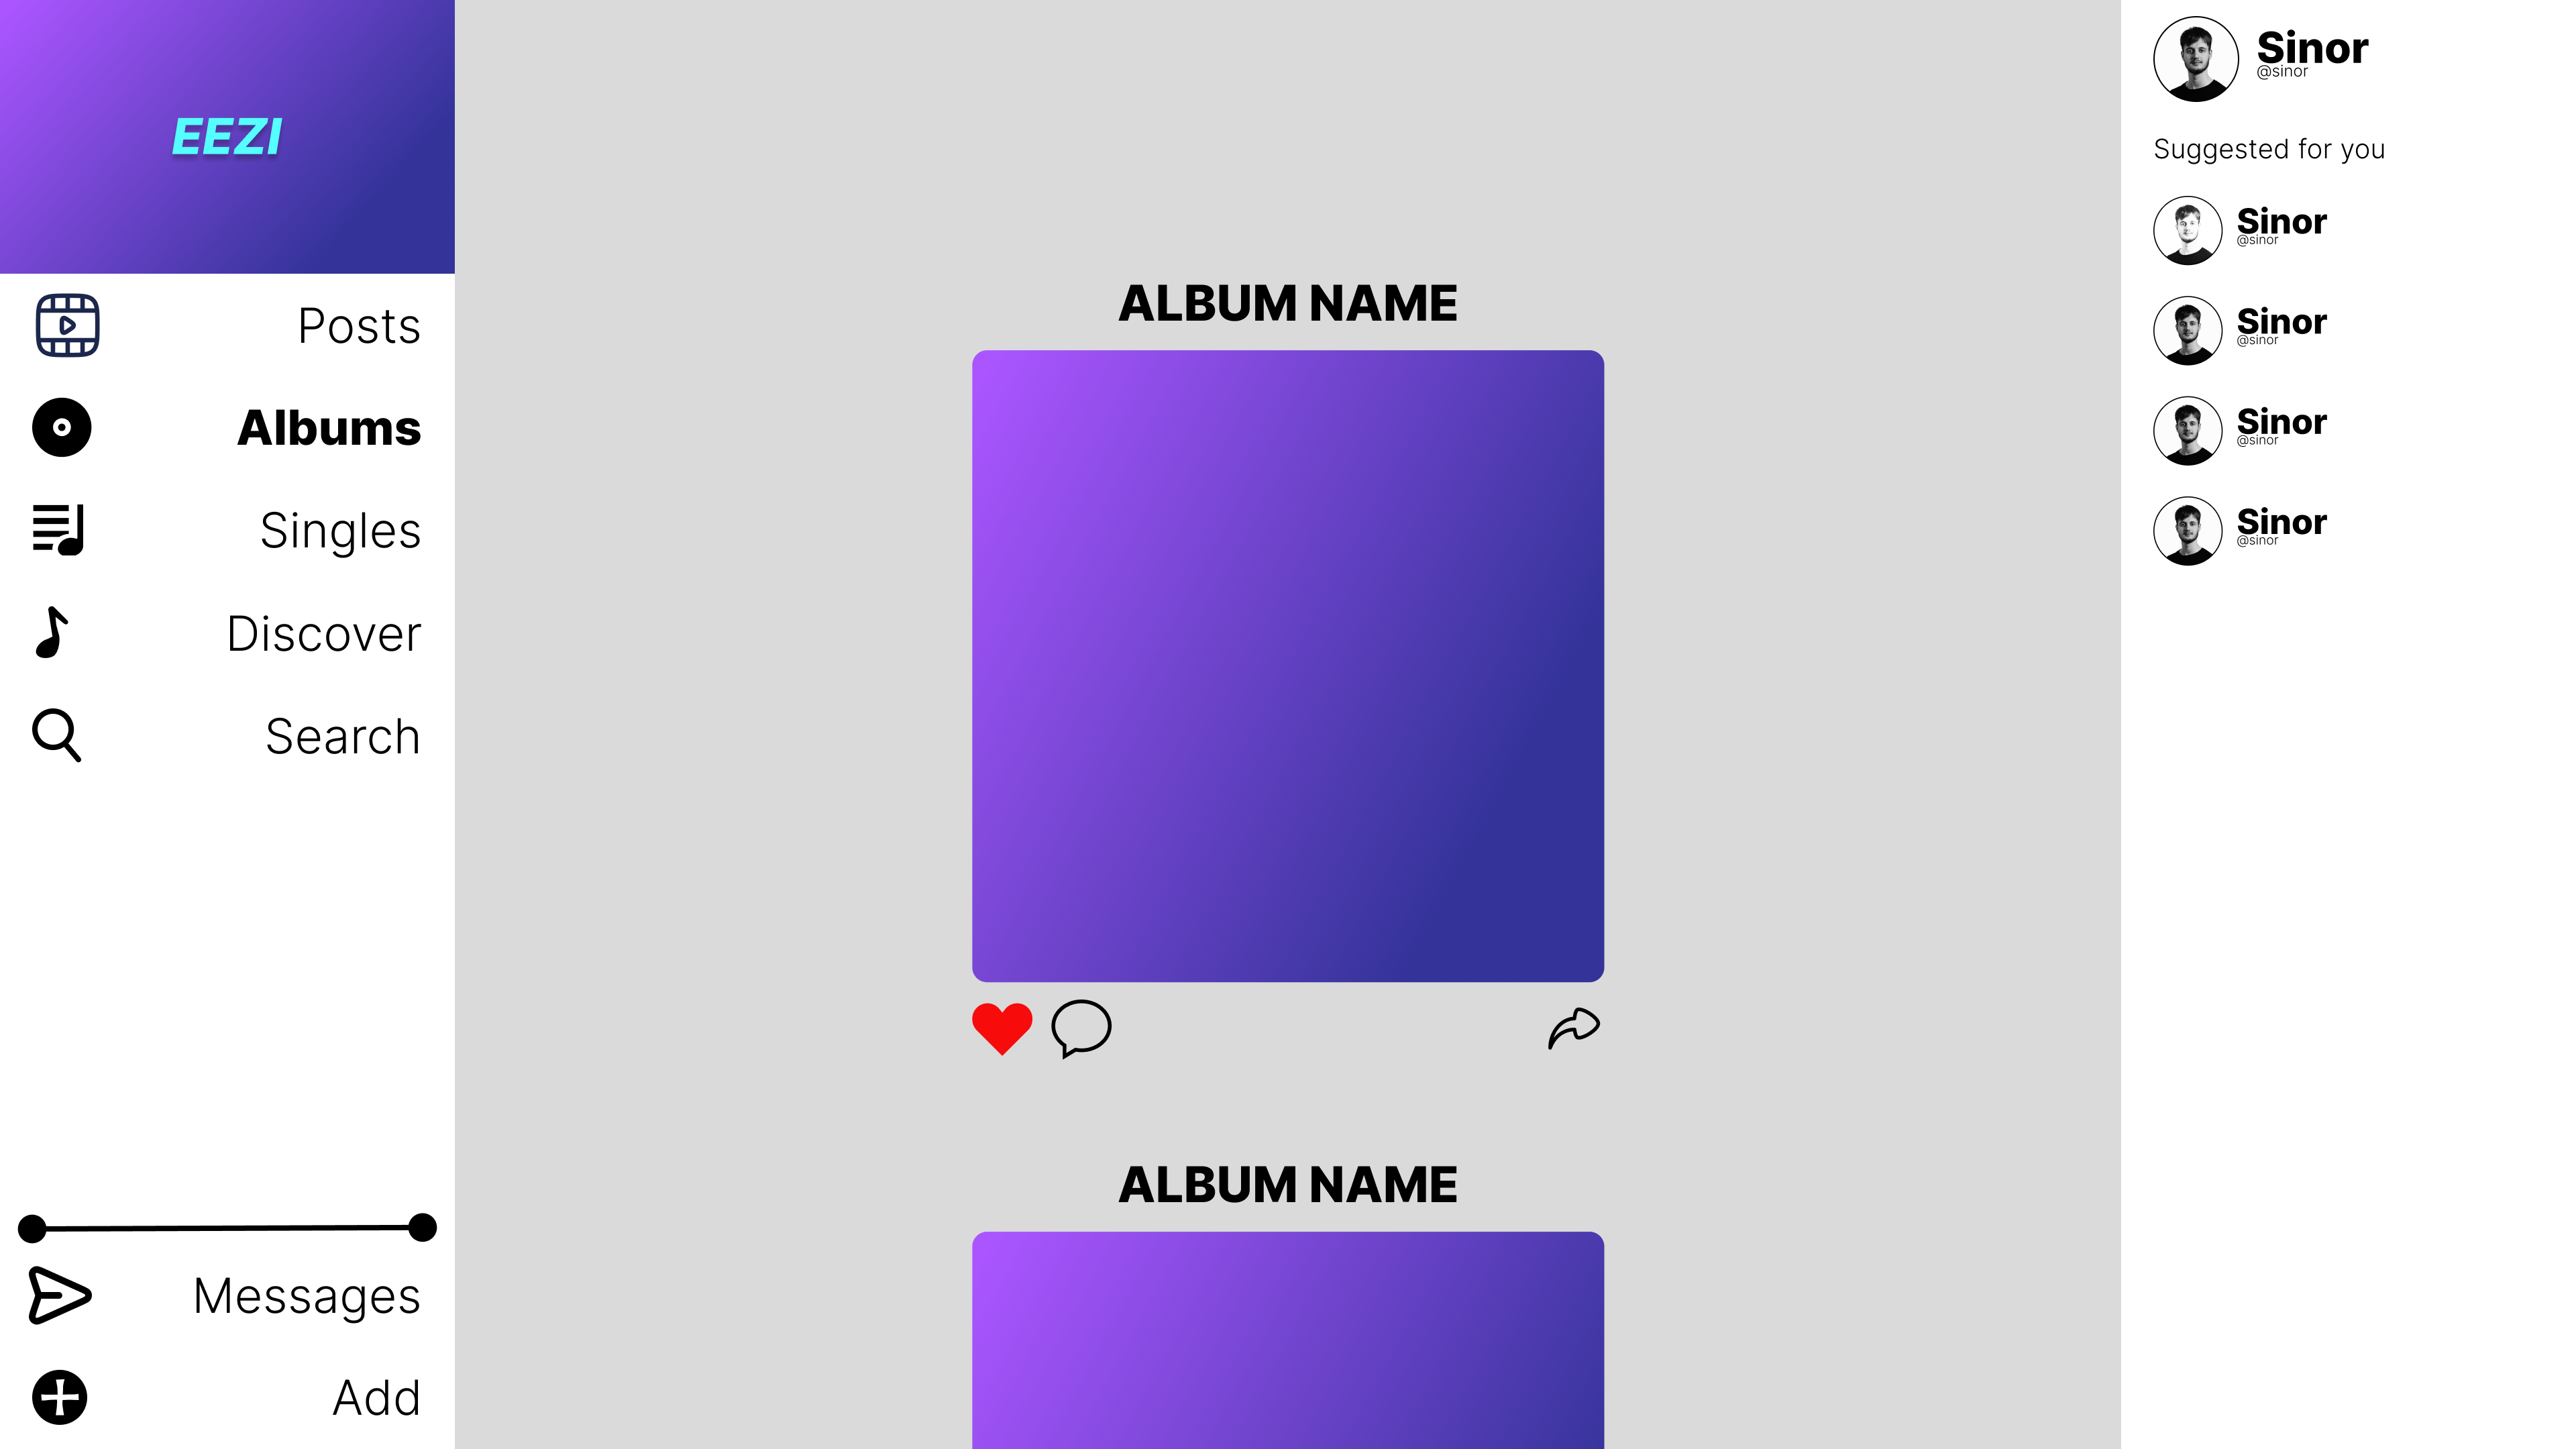 EEZI
Posts
Albums
Singles
Discover
Search
Messages
Add
ALBUM NAME
ALBUM NAME
Sinor
@sinor
Suggested for you
Sinor
@sinor
Sinor
@sinor
Sinor
@sinor
Sinor
@sinor